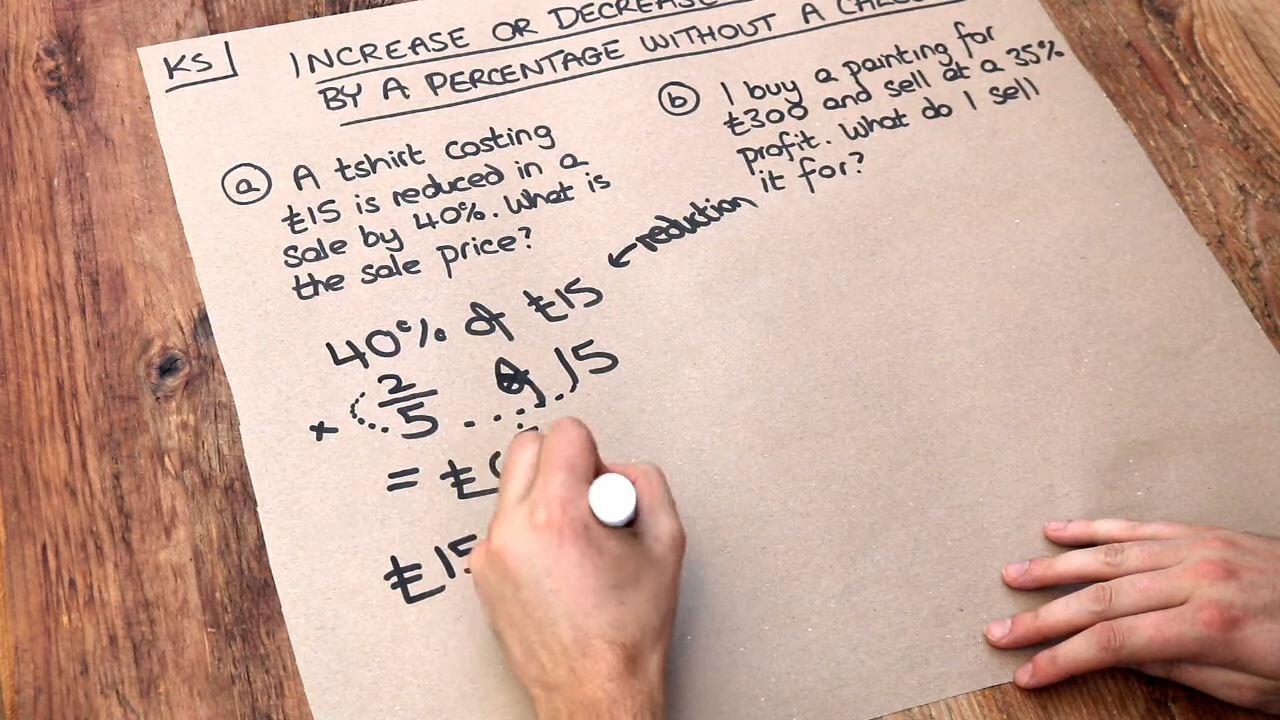 KS
INCREASE OR DECREASE
BY A PERCENTAGE WITHOUT A
ⓐ A tshirt costing
£15 is reduced in a
sale by 40%. What is
the sale price?
← reduction
40% of £15
× 2/5 of 15
= £
£15
ⓑ I buy a painting for
£300 and sell at a 35%
profit. What do I sell
it for?